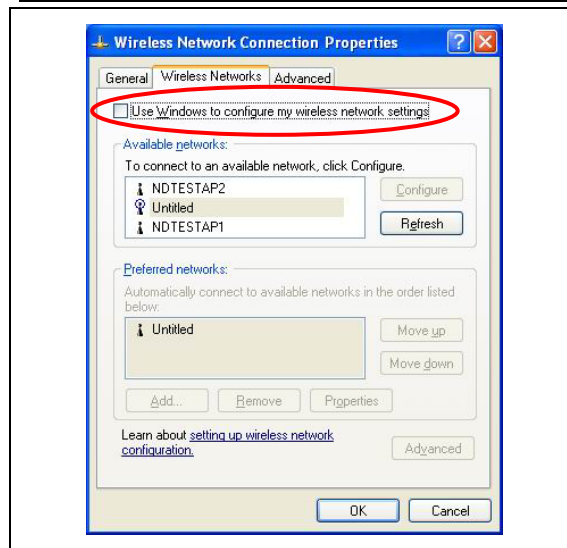 Wireless Network Connection Properties
General Wireless Networks Advanced
Use Windows to configure my wireless network settings
Available networks:
To connect to an available network, click Configure.
NDTESTAP2
Configure
Untitled
NDTESTAP1
Refresh
Preferred networks:
Automatically connect to available networks in the order listed
below:
Untitled
Move up
Move down
Add... Remove Properties
Learn about setting up wireless network
configuration.
Advanced
OK Cancel